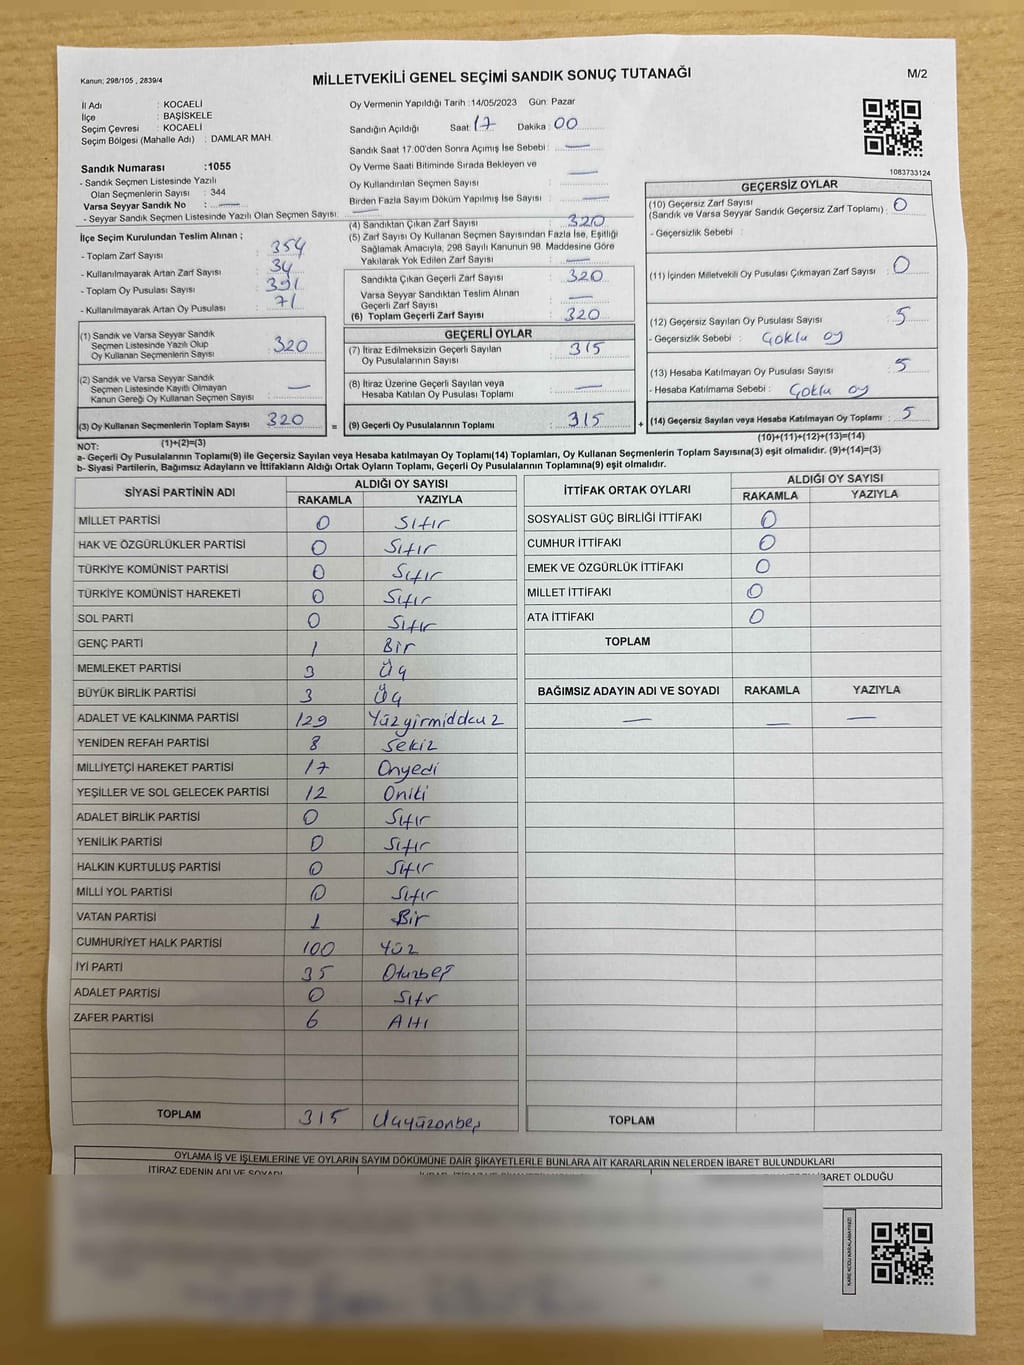 Kanun; 298/105 , 2839/4
MİLLETVEKİLİ GENEL SEÇİMİ SANDIK SONUÇ TUTANAĞI
M/2
İl Adı : KOCAELİ
İlçe : BAŞİSKELE
Seçim Çevresi : KOCAELİ
Seçim Bölgesi (Mahalle Adı) : DAMLAR MAH.
Sandık Numarası :1055
- Sandık Seçmen Listesinde Yazılı
Olan Seçmenlerin Sayısı : 344
Varsa Seyyar Sandık No : —
- Seyyar Sandık Seçmen Listesinde Yazılı Olan Seçmen Sayısı: —
Oy Vermenin Yapıldığı Tarih :14/05/2023 Gün: Pazar
Sandığın Açıldığı Saat: 17 Dakika : 00
Sandık Saat 17:00'den Sonra Açımış İse Sebebi : —
Oy Verme Saati Bitiminde Sırada Bekleyen ve
Oy Kullandırılan Seçmen Sayısı : —
Birden Fazla Sayım Döküm Yapılmış İse Sayısı : —
1083733124
İlçe Seçim Kurulundan Teslim Alınan ;
- Toplam Zarf Sayısı : 354
- Kullanılmayarak Artan Zarf Sayısı : 34
- Toplam Oy Pusulası Sayısı : 391
- Kullanılmayarak Artan Oy Pusulası : 71
(1) Sandık ve Varsa Seyyar Sandık
Seçmen Listesinde Yazılı Olup
Oy Kullanan Seçmenlerin Sayısı : 320
(2) Sandık ve Varsa Seyyar Sandık
Seçmen Listesinde Kayıtlı Olmayan
Kanun Gereği Oy Kullanan Seçmen Sayısı : —
(3) Oy Kullanan Seçmenlerin Toplam Sayısı : 320
(1)+(2)=(3)
(4) Sandıktan Çıkan Zarf Sayısı : 320
(5) Zarf Sayısı Oy Kullanan Seçmen Sayısından Fazla İse, Eşitliği
Sağlamak Amacıyla, 298 Sayılı Kanunun 98. Maddesine Göre
Yakılarak Yok Edilen Zarf Sayısı : —
Sandıkta Çıkan Geçerli Zarf Sayısı : 320
Varsa Seyyar Sandıktan Teslim Alınan
Geçerli Zarf Sayısı : —
(6) Toplam Geçerli Zarf Sayısı : 320
GEÇERLİ OYLAR
(7) İtiraz Edilmeksizin Geçerli Sayılan
Oy Pusulalarının Sayısı : 315
(8) İtiraz Üzerine Geçerli Sayılan veya
Hesaba Katılan Oy Pusulası Toplamı : —
= (9) Geçerli Oy Pusulalarının Toplamı : 315 +
GEÇERSİZ OYLAR
(10) Geçersiz Zarf Sayısı
(Sandık ve Varsa Seyyar Sandık Geçersiz Zarf Toplamı) : 0
- Geçersizlik Sebebi :
(11) İçinden Milletvekili Oy Pusulası Çıkmayan Zarf Sayısı : 0
(12) Geçersiz Sayılan Oy Pusulası Sayısı : 5
- Geçersizlik Sebebi : Çoklu oy
(13) Hesaba Katılmayan Oy Pusulası Sayısı : 5
- Hesaba Katılmama Sebebi : Çoklu oy
(14) Geçersiz Sayılan veya Hesaba Katılmayan Oy Toplamı : 5
(10)+(11)+(12)+(13)=(14)
NOT:
a- Geçerli Oy Pusulalarının Toplamı(9) ile Geçersiz Sayılan veya Hesaba katılmayan Oy Toplamı(14) Toplamları, Oy Kullanan Seçmenlerin Toplam Sayısına(3) eşit olmalıdır. (9)+(14)=(3)
b- Siyasi Partilerin, Bağımsız Adayların ve İttifakların Aldığı Ortak Oyların Toplamı, Geçerli Oy Pusulalarının Toplamına(9) eşit olmalıdır.
SİYASİ PARTİNİN ADI ALDIĞI OY SAYISI
RAKAMLA YAZIYLA
MİLLET PARTİSİ 0 Sıfır
HAK VE ÖZGÜRLÜKLER PARTİSİ 0 Sıfır
TÜRKİYE KOMÜNİST PARTİSİ 0 Sıfır
TÜRKİYE KOMÜNİST HAREKETİ 0 Sıfır
SOL PARTİ 0 Sıfır
GENÇ PARTİ 1 Bir
MEMLEKET PARTİSİ 3 Üç
BÜYÜK BİRLİK PARTİSİ 3 Üç
ADALET VE KALKINMA PARTİSİ 129 Yüzyirmidokuz
YENİDEN REFAH PARTİSİ 8 Sekiz
MİLLİYETÇİ HAREKET PARTİSİ 17 Onyedi
YEŞİLLER VE SOL GELECEK PARTİSİ 12 Oniki
ADALET BİRLİK PARTİSİ 0 Sıfır
YENİLİK PARTİSİ 0 Sıfır
HALKIN KURTULUŞ PARTİSİ 0 Sıfır
MİLLİ YOL PARTİSİ 0 Sıfır
VATAN PARTİSİ 1 Bir
CUMHURİYET HALK PARTİSİ 100 Yüz
İYİ PARTİ 35 Otuzbeş
ADALET PARTİSİ 0 Sıfr
ZAFER PARTİSİ 6 Altı
TOPLAM 315 Üçyüzonbeş
İTTİFAK ORTAK OYLARI ALDIĞI OY SAYISI
RAKAMLA YAZIYLA
SOSYALİST GÜÇ BİRLİĞİ İTTİFAKI 0
CUMHUR İTTİFAKI 0
EMEK VE ÖZGÜRLÜK İTTİFAKI 0
MİLLET İTTİFAKI 0
ATA İTTİFAKI 0
TOPLAM
BAĞIMSIZ ADAYIN ADI VE SOYADI RAKAMLA YAZIYLA
— — —
TOPLAM
OYLAMA İŞ VE İŞLEMLERİNE VE OYLARIN SAYIM DÖKÜMÜNE DAİR ŞİKAYETLERLE BUNLARA AİT KARARLARIN NELERDEN İBARET BULUNDUKLARI
İTİRAZ EDENİN ADI VE SOYADI
İBARET OLDUĞU